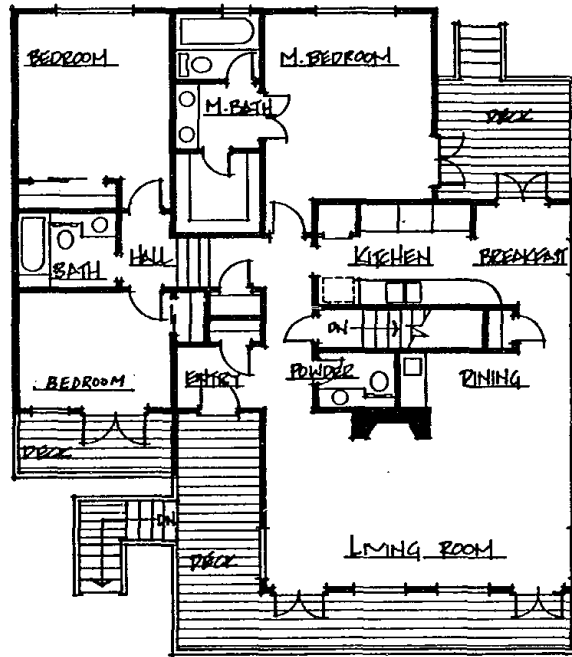 BEDROOM
M. BEDROOM
M. BATH
DECK
HALL
KITCHEN
BREAKFAST
BATH
DN
POWDER
BEDROOM
ENTRY
DINING
DECK
DN
LIVING ROOM
DECK